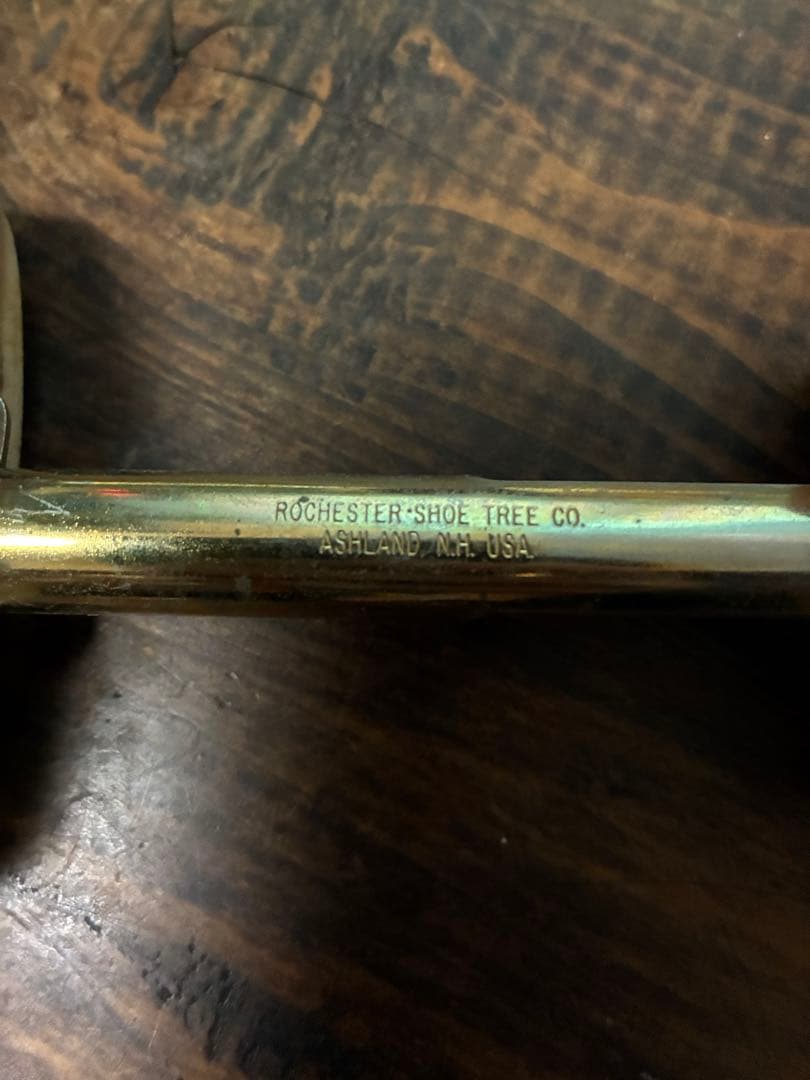 ROCHESTER SHOE TREE CO.
ASHLAND, N.H. USA.